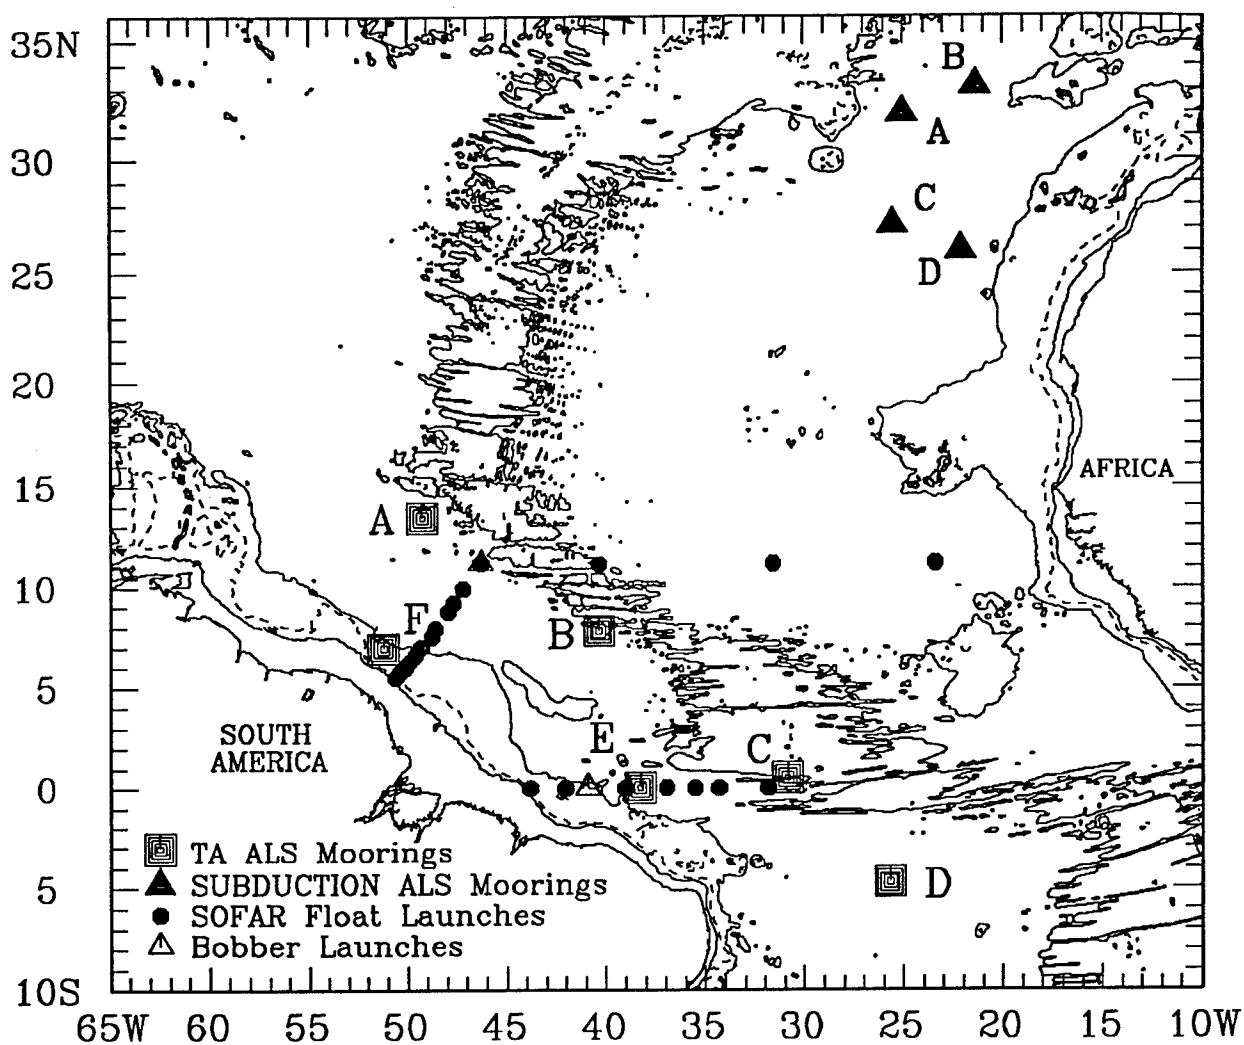 35N
B
A
30
C
D
25
20
15
AFRICA
A
10
F
B
5
SOUTH
AMERICA
E
C
0
TA ALS Moorings
SUBDUCTION ALS Moorings
D
5
SOFAR Float Launches
Bobber Launches
10S
65W 60 55 50 45 40 35 30 25 20 15 10W